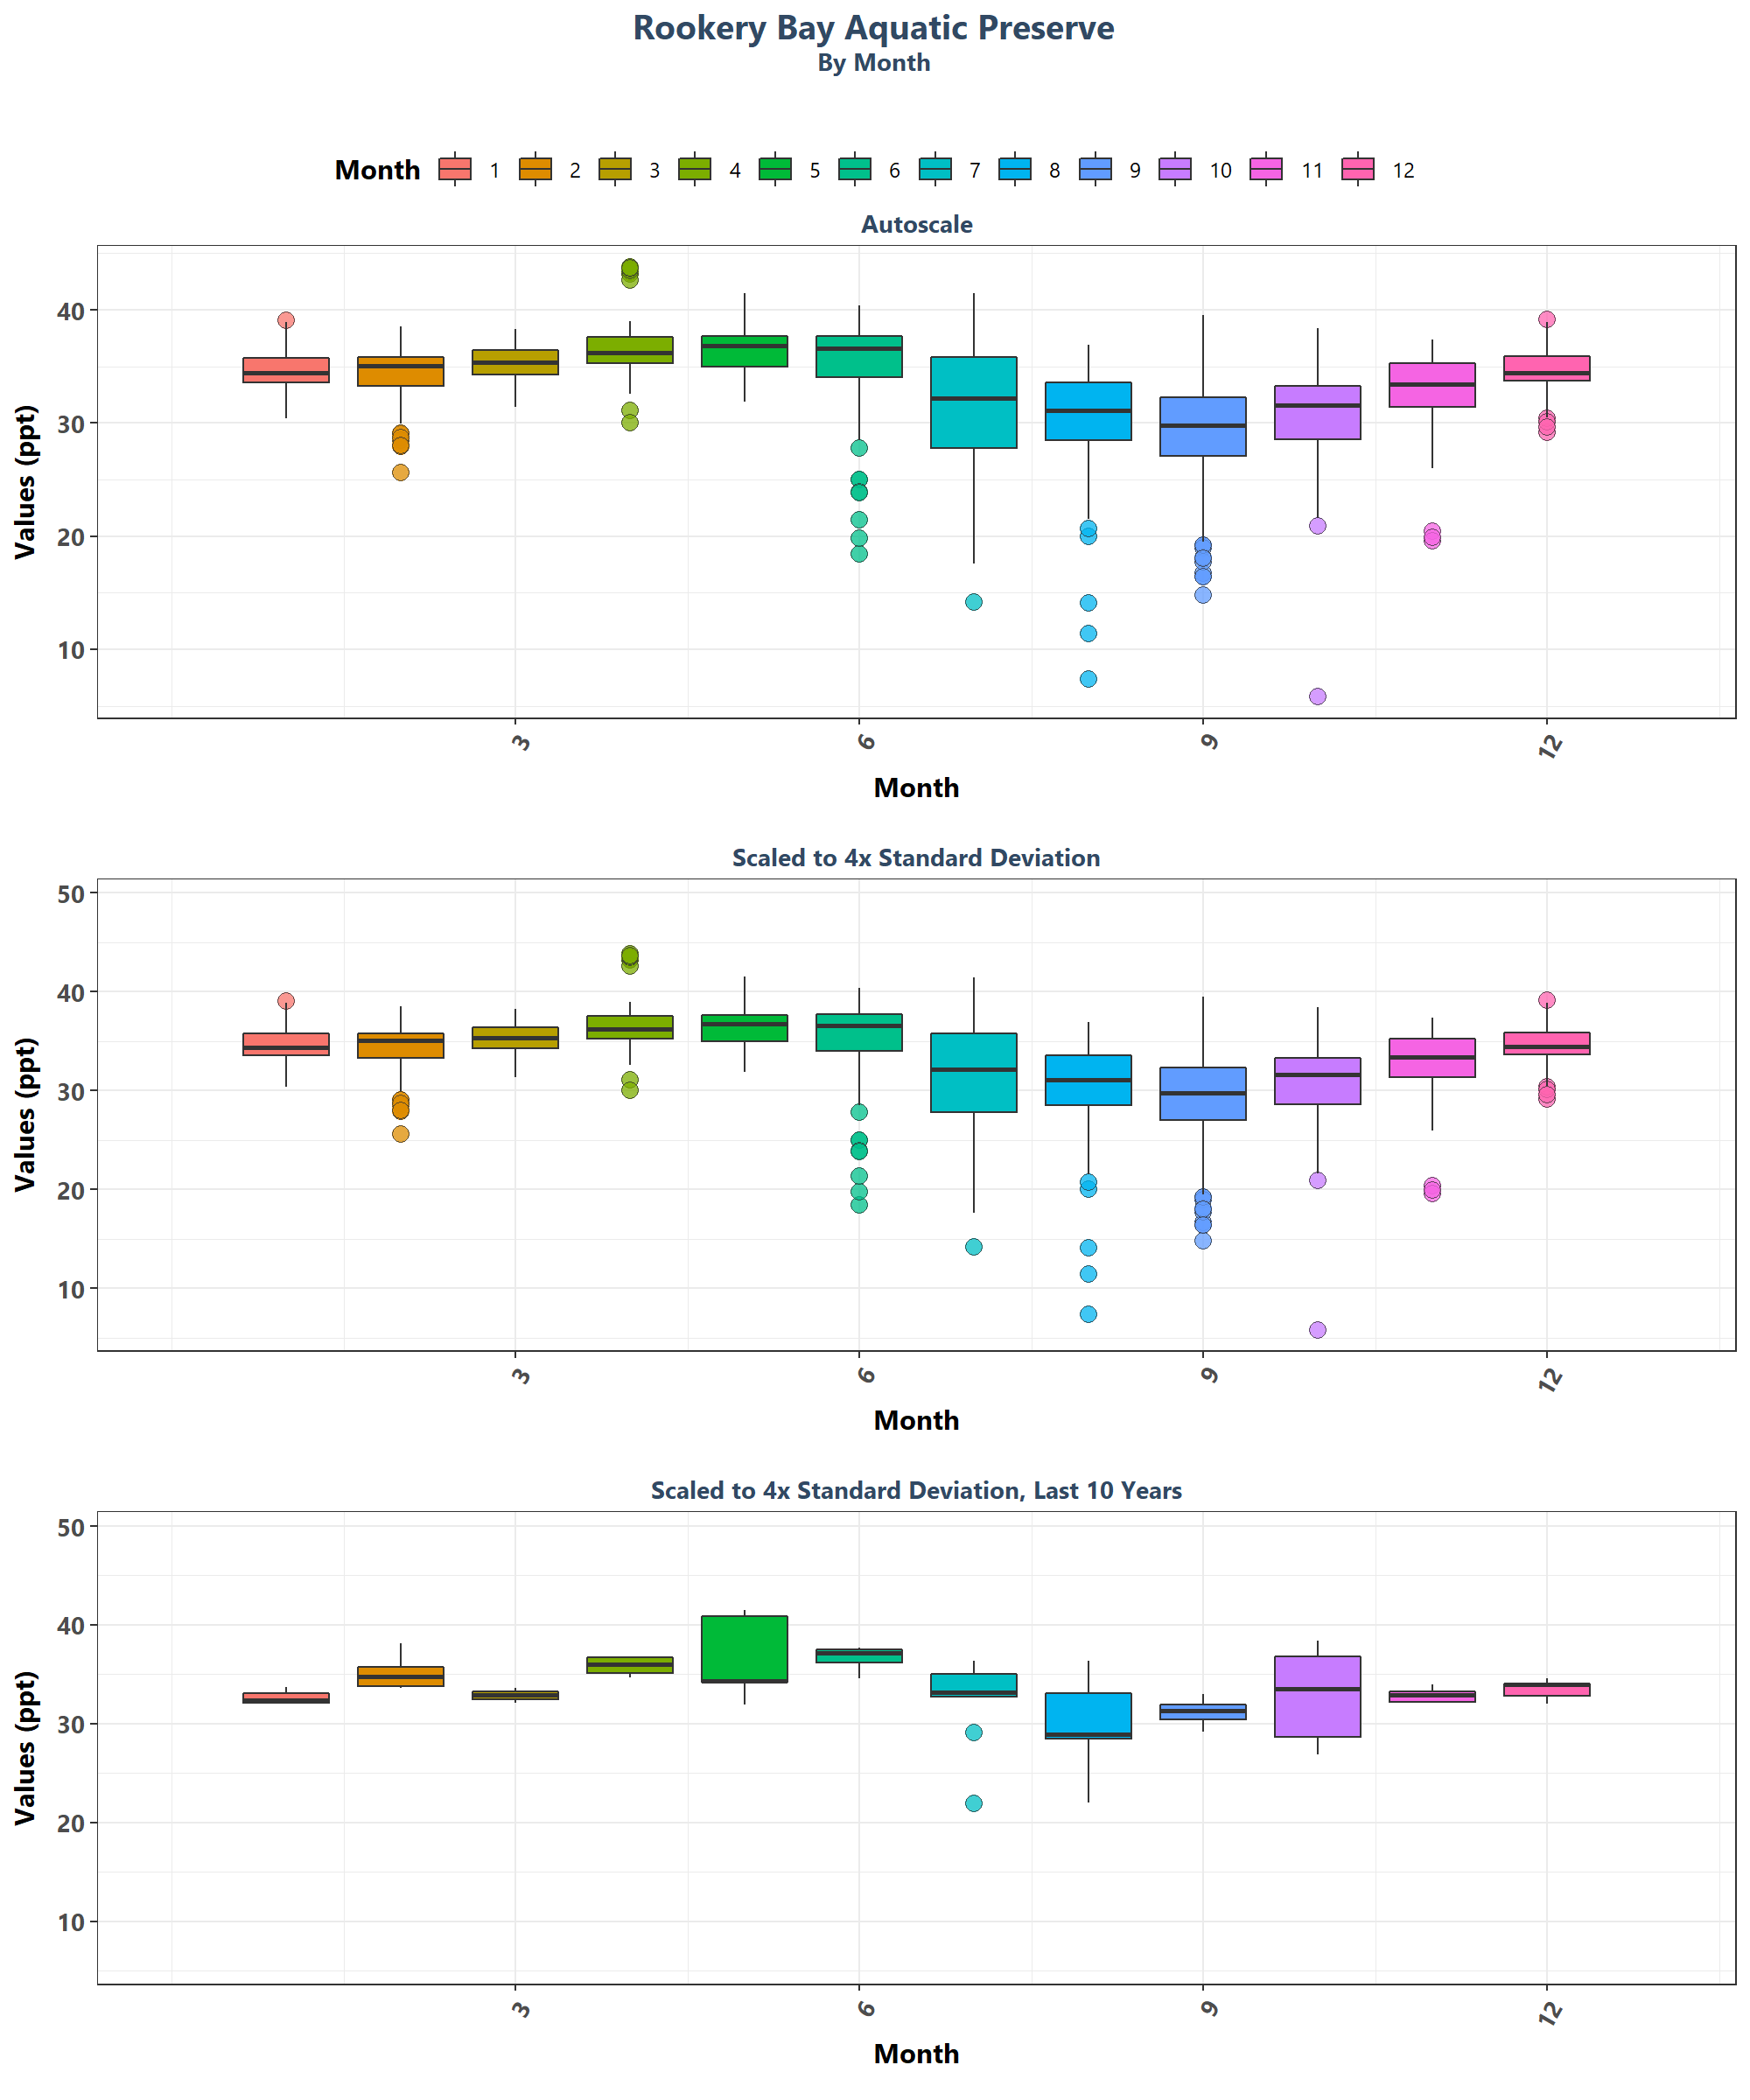 Rookery Bay Aquatic Preserve
By Month
Month 1 2 3 4 5 6 7 8 9 10 11 12
Autoscale
Values (ppt)
40
30
20
10
3 6 9 12
Month
Scaled to 4x Standard Deviation
Values (ppt)
50
40
30
20
10
3 6 9 12
Month
Scaled to 4x Standard Deviation, Last 10 Years
Values (ppt)
50
40
30
20
10
3 6 9 12
Month